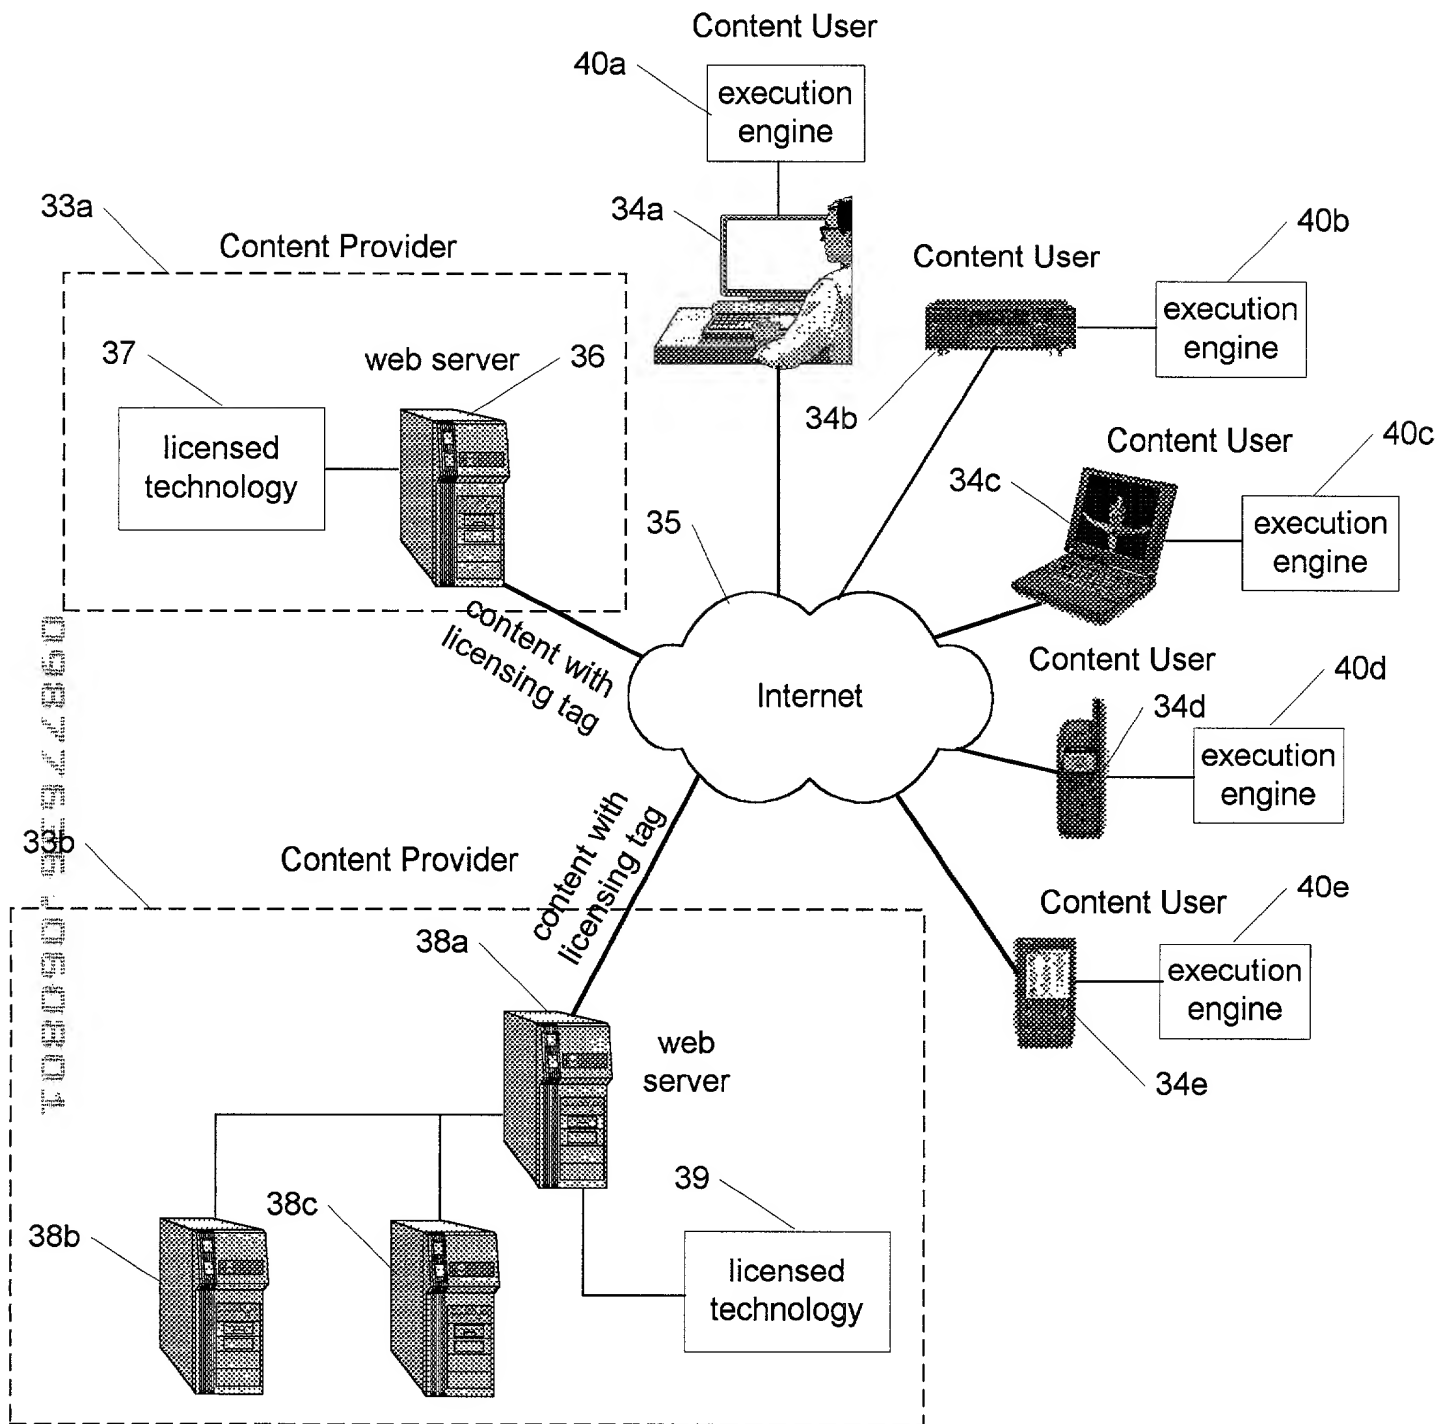 Content User
40a
execution
engine
33a
34a
Content Provider
40b
Content User
execution
engine
37
web server
36
34b
licensed
technology
Content User
40c
34c
execution
engine
35
content with
licensing tag
Internet
Content User
40d
34d
execution
engine
33b
Content Provider
content with
licensing tag
Content User
40e
38a
execution
engine
web
server
34e
39
38b
38c
licensed
technology
09877635.060801